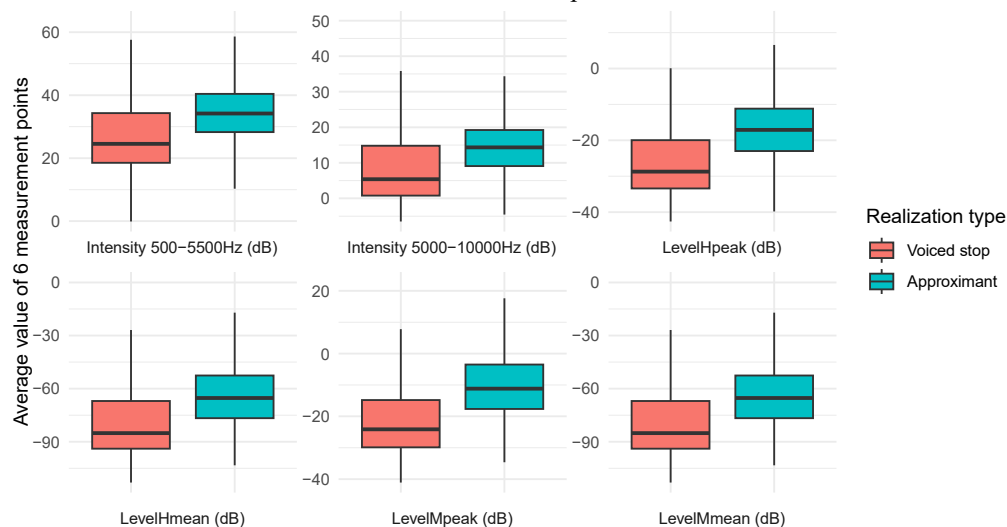 Average value of 6 measurement points
60
40
20
0
Intensity 500−5500Hz (dB)
50
40
30
20
10
0
Intensity 5000−10000Hz (dB)
0
−20
−40
LevelHpeak (dB)
0
−30
−60
−90
LevelHmean (dB)
20
0
−20
−40
LevelMpeak (dB)
0
−30
−60
−90
LevelMmean (dB)
Realization type
Voiced stop
Approximant